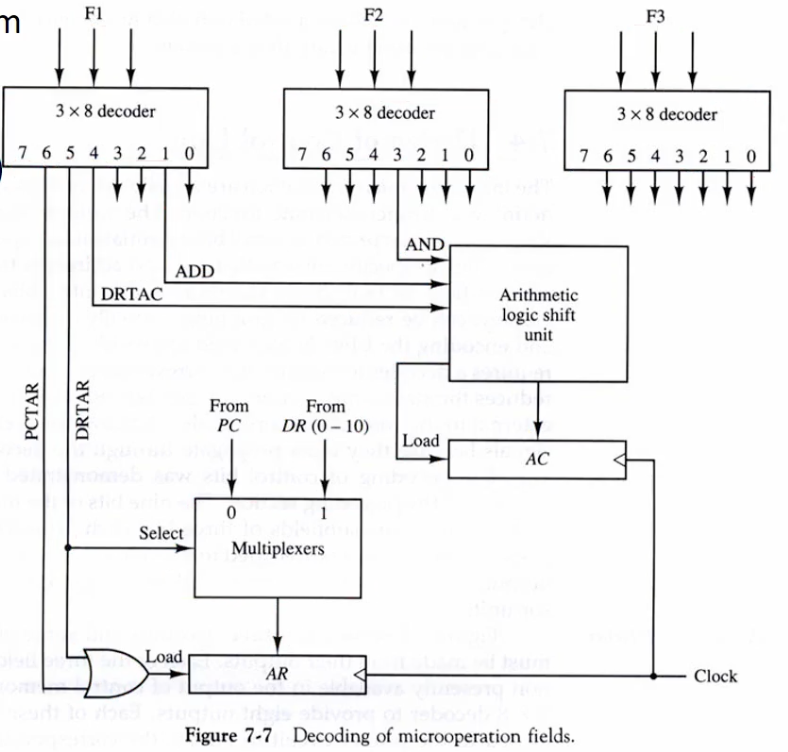 m
F1
F2
F3
3 × 8 decoder
3 × 8 decoder
3 × 8 decoder
7 6 5 4 3 2 1 0
7 6 5 4 3 2 1 0
7 6 5 4 3 2 1 0
)
AND
ADD
DRTAC
Arithmetic
logic shift
unit
PCTAR
DRTAR
From
PC
From
DR (0 – 10)
Load
AC
0 1
Select
Multiplexers
Load
AR
Clock
Figure 7-7 Decoding of microoperation fields.